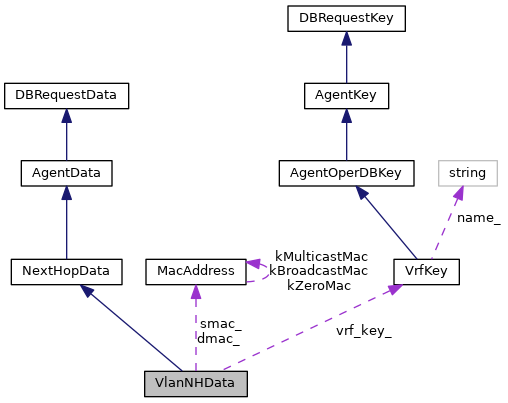 DBRequestKey
DBRequestData
AgentKey
AgentData
AgentOperDBKey
string
name_
NextHopData
MacAddress
kMulticastMac
kBroadcastMac
kZeroMac
VrfKey
smac_
dmac_
vrf_key_
VlanNHData